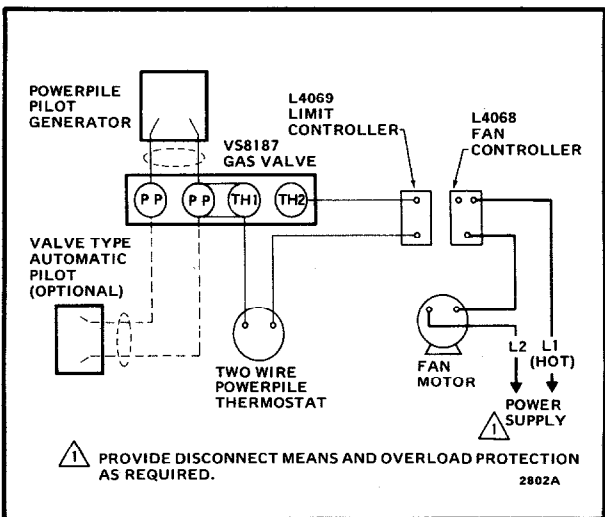 POWERPILE
PILOT
GENERATOR
VS8187
GAS VALVE
L4069
LIMIT
CONTROLLER
L4068
FAN
CONTROLLER
P P
P P
TH1
TH2
VALVE TYPE
AUTOMATIC
PILOT
(OPTIONAL)
TWO WIRE
POWERPILE
THERMOSTAT
FAN
MOTOR
L2
L1
(HOT)
POWER
SUPPLY
1
1 PROVIDE DISCONNECT MEANS AND OVERLOAD PROTECTION
AS REQUIRED.
2802A